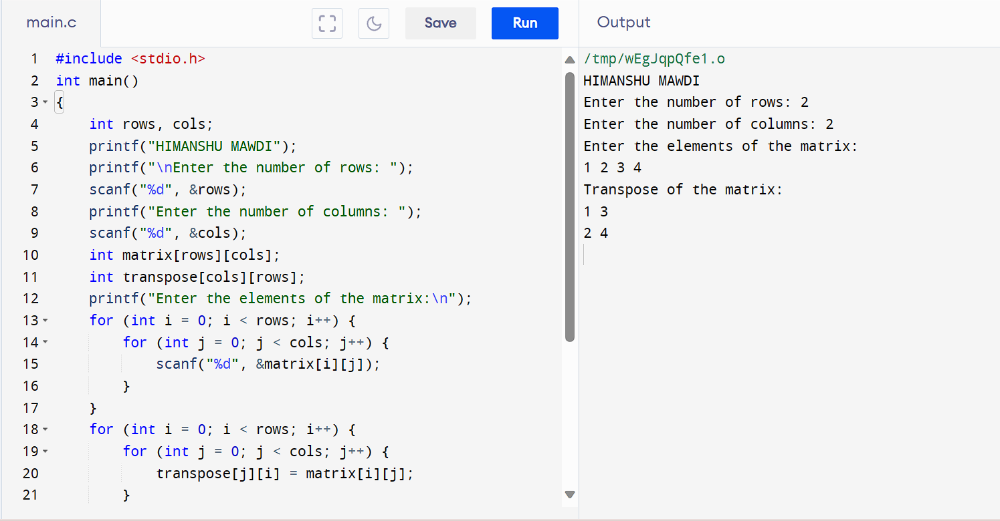 main.c
Save
Run
Output
1 #include <stdio.h>
2 int main()
3 {
4     int rows, cols;
5     printf("HIMANSHU MAWDI");
6     printf("\nEnter the number of rows: ");
7     scanf("%d", &rows);
8     printf("Enter the number of columns: ");
9     scanf("%d", &cols);
10     int matrix[rows][cols];
11     int transpose[cols][rows];
12     printf("Enter the elements of the matrix:\n");
13     for (int i = 0; i < rows; i++) {
14         for (int j = 0; j < cols; j++) {
15             scanf("%d", &matrix[i][j]);
16         }
17     }
18     for (int i = 0; i < rows; i++) {
19         for (int j = 0; j < cols; j++) {
20             transpose[j][i] = matrix[i][j];
21         }
/tmp/wEgJqpQfe1.o
HIMANSHU MAWDI
Enter the number of rows: 2
Enter the number of columns: 2
Enter the elements of the matrix:
1 2 3 4
Transpose of the matrix:
1 3
2 4